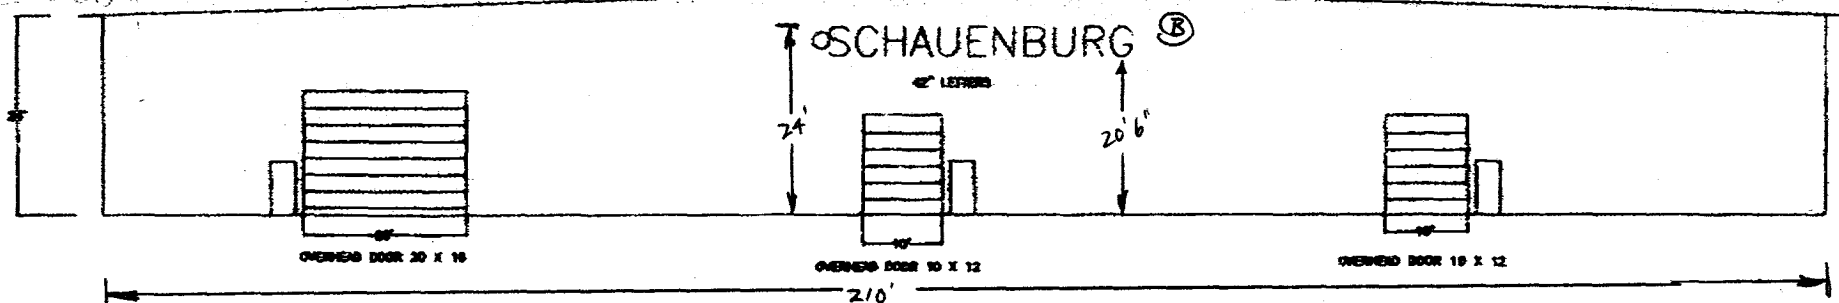 SCHAUENBURG B
42" LETTERS
24'
20'6"
20'
10'
10'
OVERHEAD DOOR 20 X 16
OVERHEAD DOOR 10 X 12
OVERHEAD DOOR 10 X 12
210'